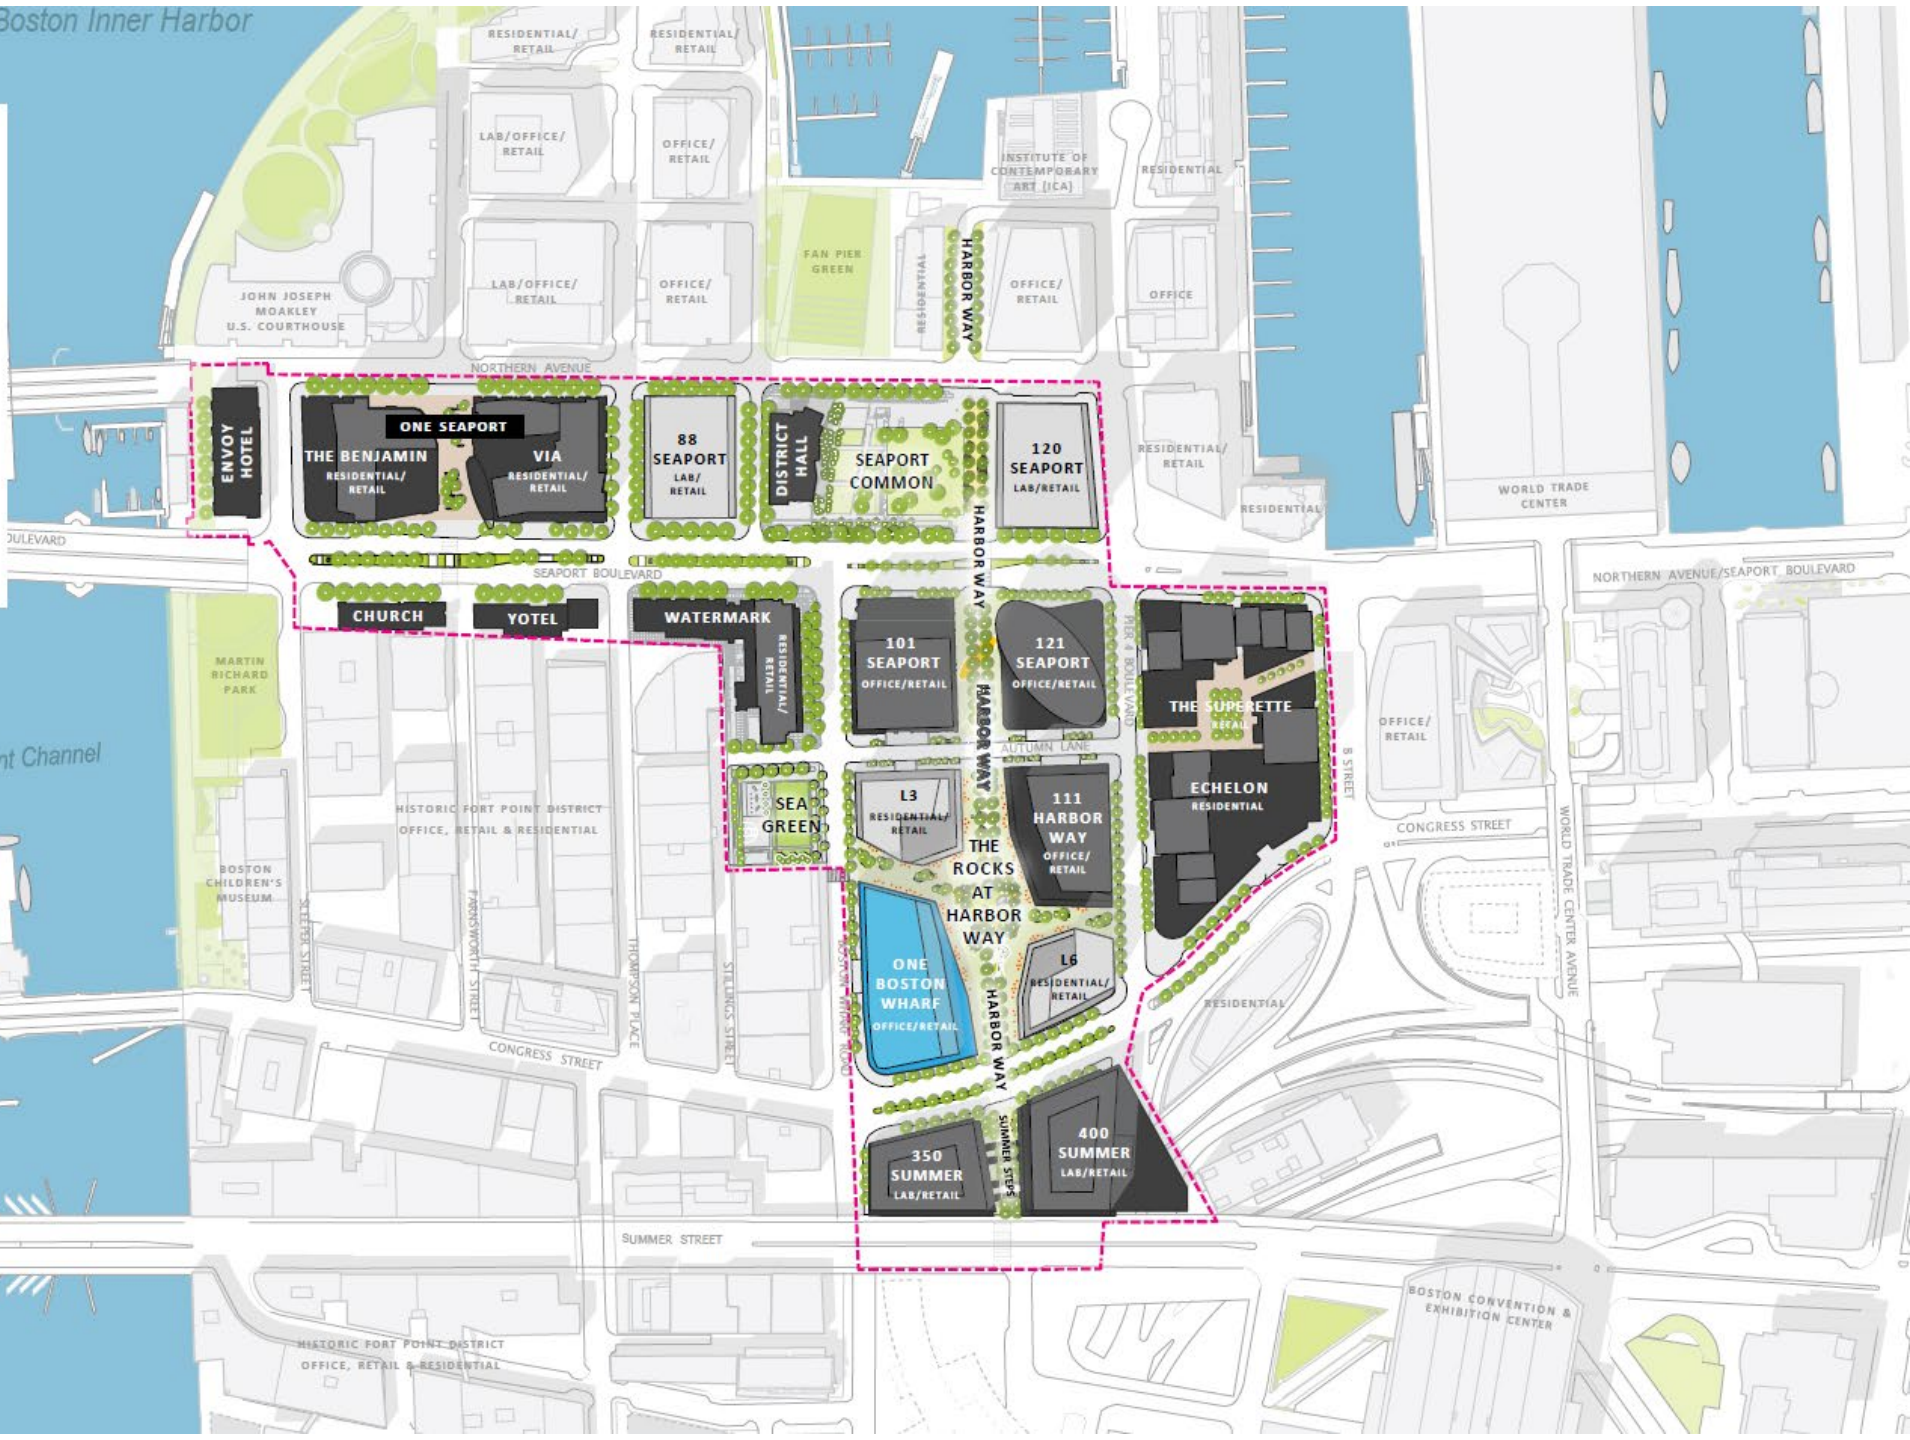 Boston Inner Harbor
RESIDENTIAL/
RETAIL
RESIDENTIAL/
RETAIL
LAB/OFFICE/
RETAIL
OFFICE/
RETAIL
INSTITUTE OF
CONTEMPORARY
ART [ICA]
RESIDENTIAL
JOHN JOSEPH
MOAKLEY
U.S. COURTHOUSE
LAB/OFFICE/
RETAIL
OFFICE/
RETAIL
FAN PIER
GREEN
RESIDENTIAL
HARBOR WAY
OFFICE/
RETAIL
OFFICE
NORTHERN AVENUE
ENVOY
HOTEL
ONE SEAPORT
THE BENJAMIN
RESIDENTIAL/
RETAIL
VIA
RESIDENTIAL/
RETAIL
88
SEAPORT
LAB/
RETAIL
DISTRICT
HALL
SEAPORT
COMMON
HARBOR WAY
120
SEAPORT
LAB/RETAIL
RESIDENTIAL/
RETAIL
RESIDENTIAL
WORLD TRADE
CENTER
OULEVARD
SEAPORT BOULEVARD
NORTHERN AVENUE/SEAPORT BOULEVARD
CHURCH
YOTEL
WATERMARK
RESIDENTIAL/
RETAIL
101
SEAPORT
OFFICE/RETAIL
121
SEAPORT
OFFICE/RETAIL
PIER 4 BOULEVARD
THE SUPERETTE
RETAIL
MARTIN
RICHARD
PARK
OFFICE/
RETAIL
HARBOR WAY
AUTUMN LANE
B STREET
nt Channel
HISTORIC FORT POINT DISTRICT
OFFICE, RETAIL & RESIDENTIAL
SEA
GREEN
L3
RESIDENTIAL/
RETAIL
111
HARBOR
WAY
OFFICE/
RETAIL
ECHELON
RESIDENTIAL
CONGRESS STREET
WORLD TRADE CENTER AVENUE
THE
ROCKS
AT
HARBOR
WAY
BOSTON
CHILDREN'S
MUSEUM
SLEEPER STREET
FARNSWORTH STREET
THOMPSON PLACE
STILLINGS STREET
BOSTON WHARF ROAD
ONE
BOSTON
WHARF
OFFICE/RETAIL
L6
RESIDENTIAL/
RETAIL
HARBOR WAY
RESIDENTIAL
CONGRESS STREET
350
SUMMER
LAB/RETAIL
SUMMER STEPS
400
SUMMER
LAB/RETAIL
SUMMER STREET
HISTORIC FORT POINT DISTRICT
OFFICE, RETAIL & RESIDENTIAL
BOSTON CONVENTION &
EXHIBITION CENTER